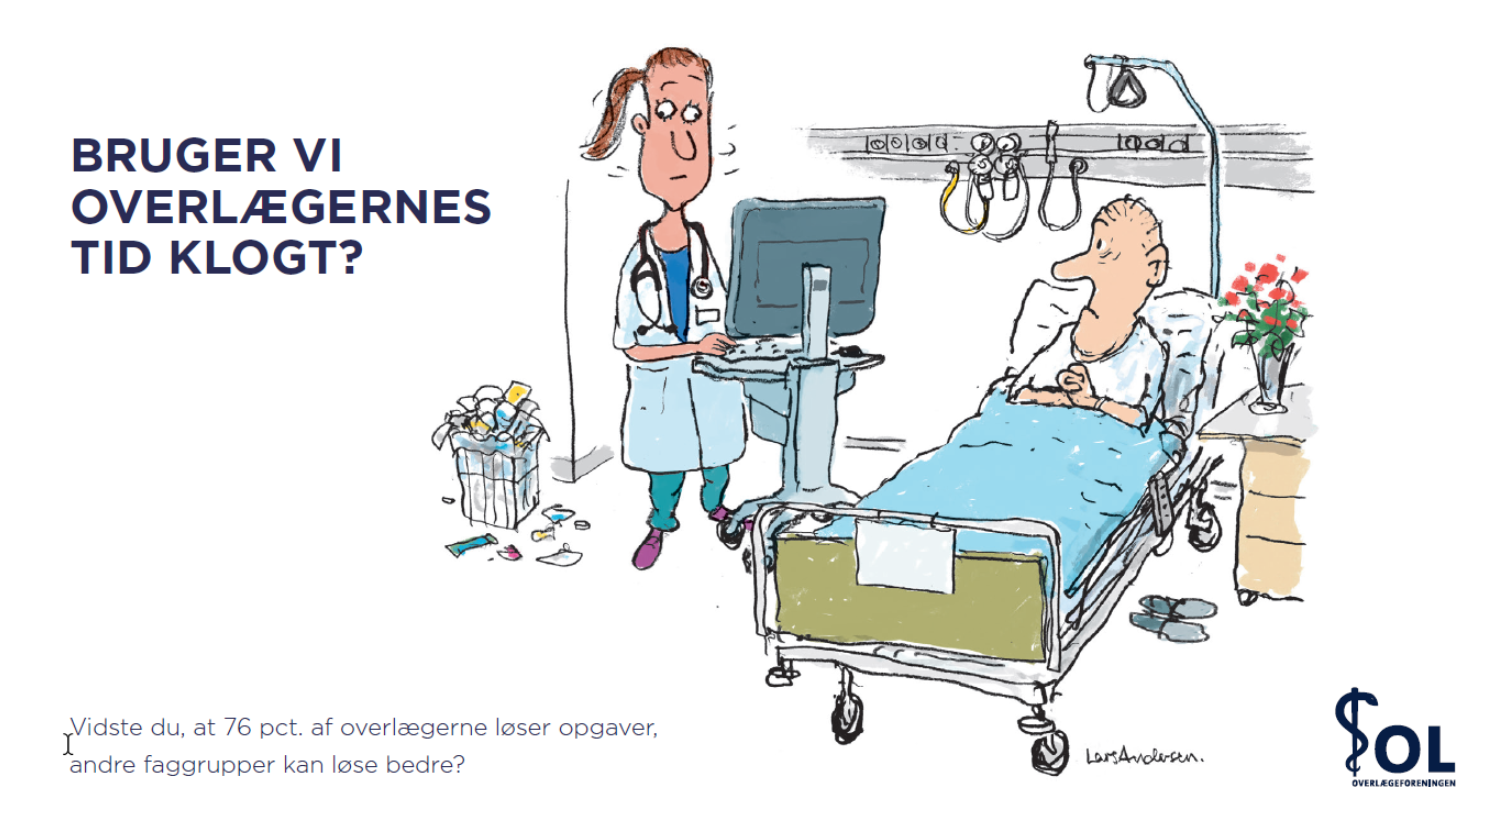 BRUGER VI
OVERLÆGERNES
TID KLOGT?
Vidste du, at 76 pct. af overlægerne løser opgaver,
andre faggrupper kan løse bedre?
LarsAndersen.
OL
OVERLÆGEFORENINGEN